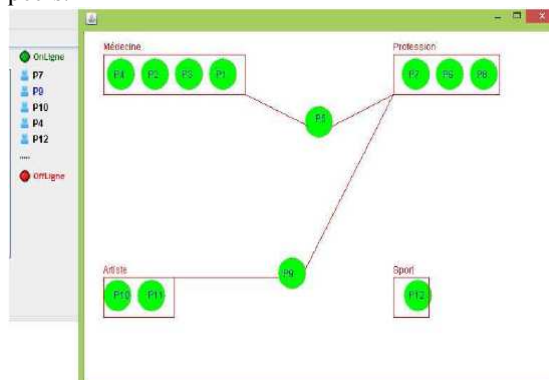 OnLigne
P7
P9
P10
P4
P12
.....
OffLigne
Médecine
P4 P2 P3 P1
Profession
P7 P6 P8
P5
P9
Artiste
P10 P11
Sport
P12